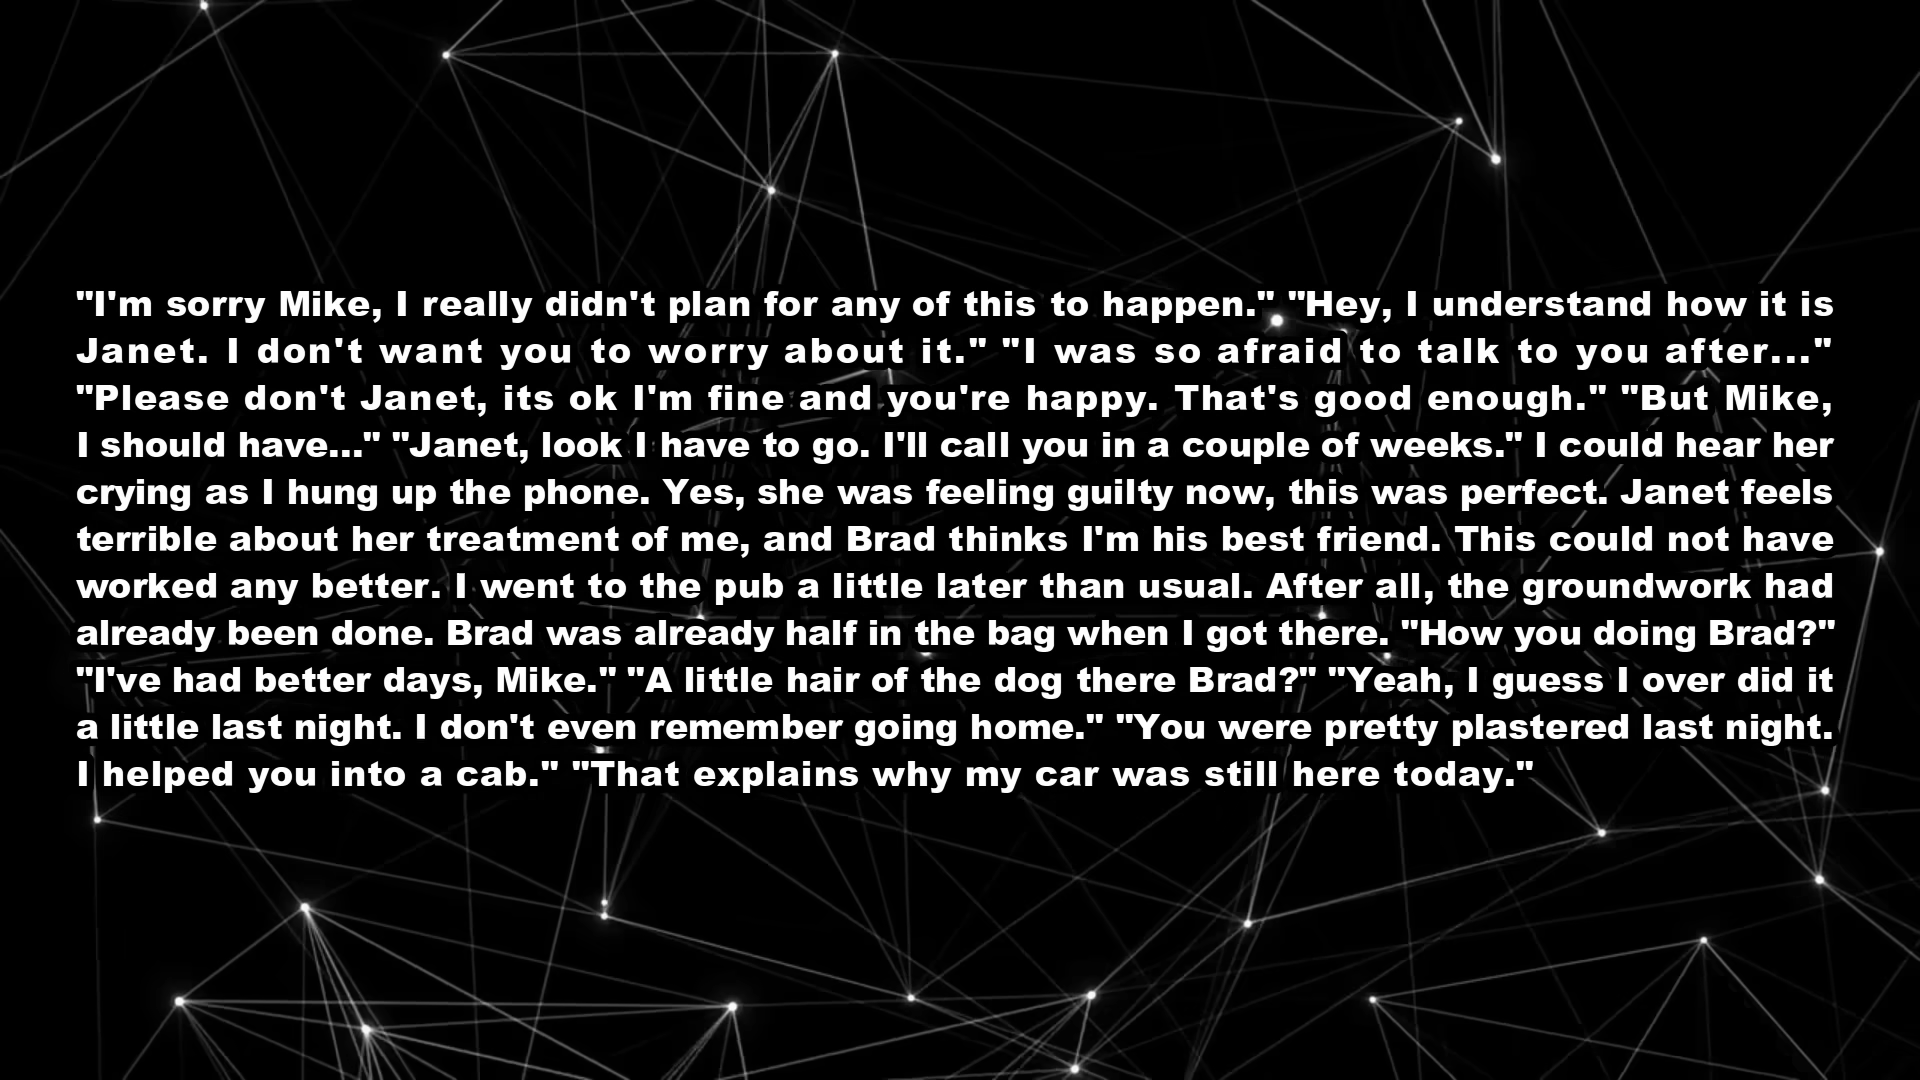 "I'm sorry Mike, I really didn't plan for any of this to happen." "Hey, I understand how it is
Janet. I don't want you to worry about it." "I was so afraid to talk to you after..."
"Please don't Janet, its ok I'm fine and you're happy. That's good enough." "But Mike,
I should have..." "Janet, look I have to go. I'll call you in a couple of weeks." I could hear her
crying as I hung up the phone. Yes, she was feeling guilty now, this was perfect. Janet feels
terrible about her treatment of me, and Brad thinks I'm his best friend. This could not have
worked any better. I went to the pub a little later than usual. After all, the groundwork had
already been done. Brad was already half in the bag when I got there. "How you doing Brad?"
"I've had better days, Mike." "A little hair of the dog there Brad?" "Yeah, I guess I over did it
a little last night. I don't even remember going home." "You were pretty plastered last night.
I helped you into a cab." "That explains why my car was still here today."